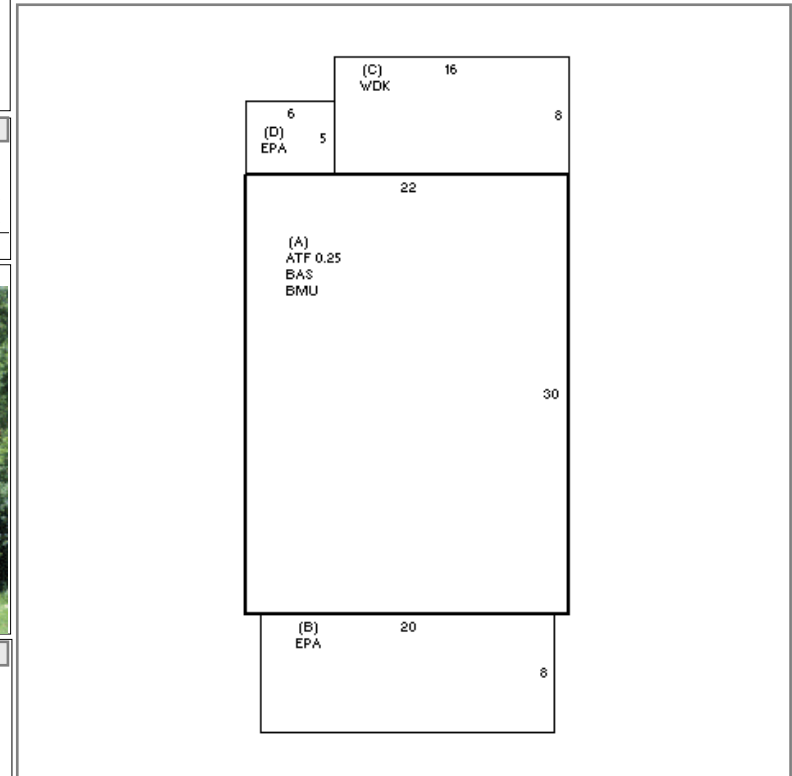 (C) 16
WDK
8
6
(D) 5
EPA
22
(A)
ATF 0.25
BAS
BMU
30
(B) 20
EPA
8